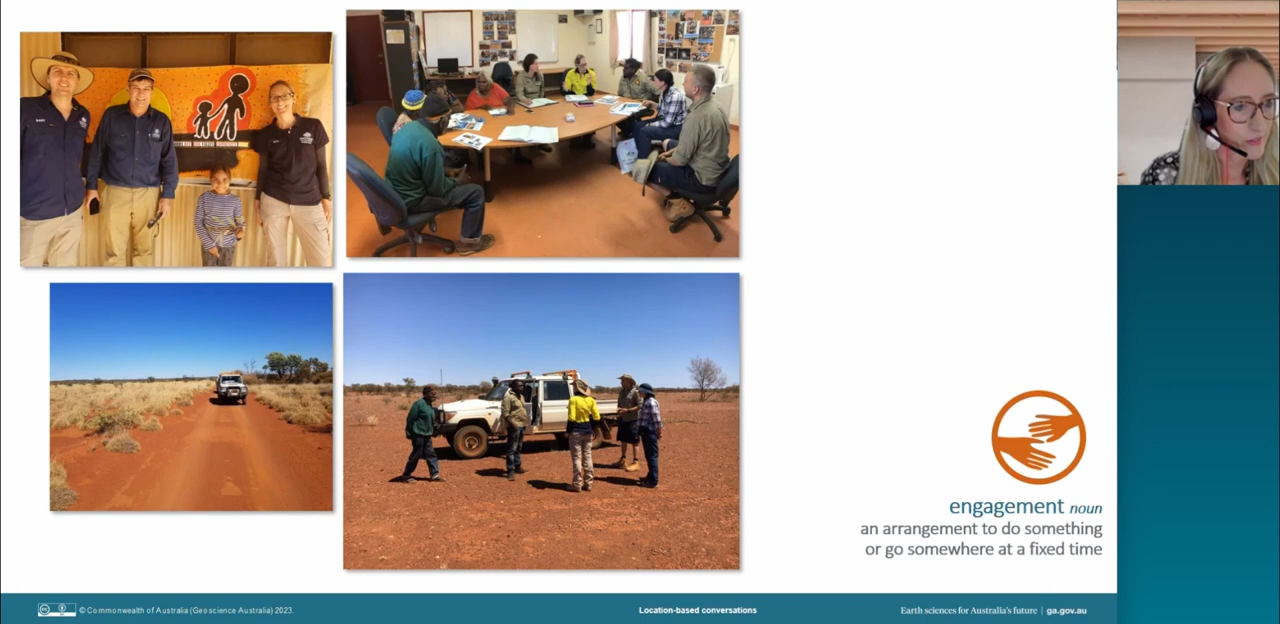 engagement noun
an arrangement to do something
or go somewhere at a fixed time
© Commonwealth of Australia (Geoscience Australia) 2023.
Location-based conversations
Earth sciences for Australia's future | ga.gov.au